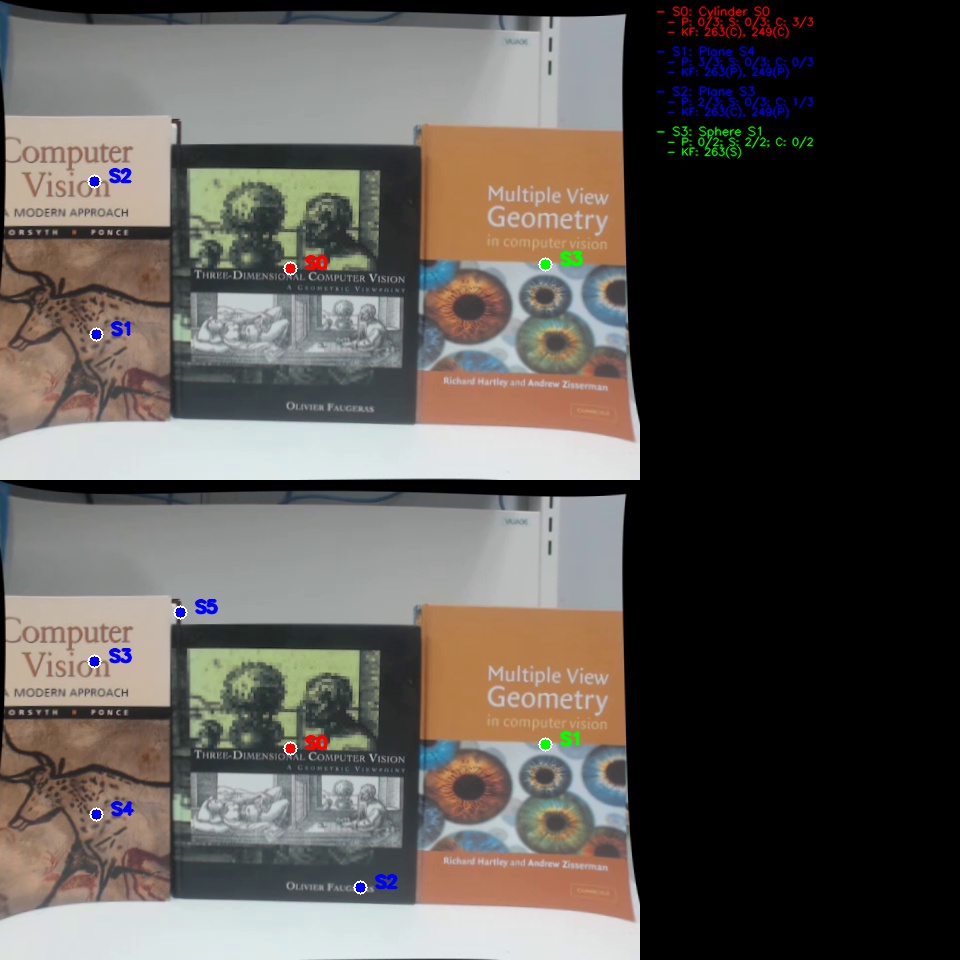 - S0: Cylinder S0
- P: 0/3; S: 0/3; C: 3/3
- KF: 263(C), 249(C)
- S1: Plane S4
- P: 3/3; S: 0/3; C: 0/3
- KF: 263(P), 249(P)
- S2: Plane S3
- P: 2/3; S: 0/3; C: 1/3
- KF: 263(C), 249(P)
- S3: Sphere S1
- P: 0/2; S: 2/2; C: 0/2
- KF: 263(S)
Computer
Vision
S2
A MODERN APPROACH
FORSYTH PONCE
S1
S0
THREE-DIMENSIONAL COMPUTER VISION
A GEOMETRIC VIEWPOINT
OLIVIER FAUGERAS
Multiple View
Geometry
in computer vision
S3
Richard Hartley and Andrew Zisserman
CAMBRIDGE
S5
Computer
Vision
S3
A MODERN APPROACH
FORSYTH PONCE
S4
S0
THREE-DIMENSIONAL COMPUTER VISION
A GEOMETRIC VIEWPOINT
OLIVIER FAUGERAS
S2
Multiple View
Geometry
in computer vision
S1
Richard Hartley and Andrew Zisserman
CAMBRIDGE